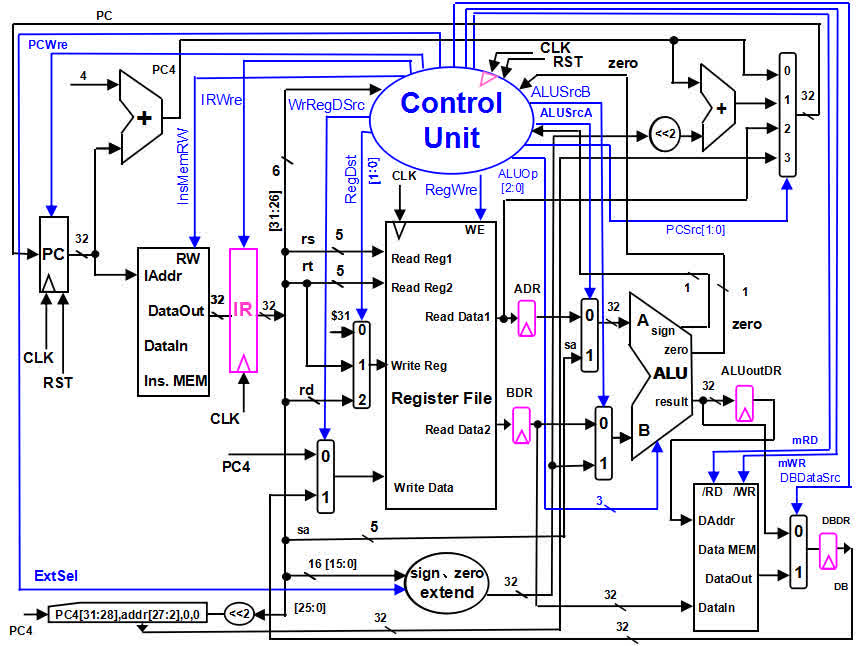 PC
PCWre
4
PC4
+
IRWre
InsMemRW
WrRegDSrc
6
[31:26]
RegDst
[1:0]
Control
Unit
CLK
RST
zero
ALUSrcB
ALUSrcA
ALUOp
[2:0]
RegWre
CLK
<<2
+
0
1
2
3
32
PCSrc[1:0]
PC
32
CLK
RST
RW
IAddr
DataOut
DataIn
Ins. MEM
32
IR
32
CLK
rs
5
rt
5
$31
0
1
2
rd
WE
Read Reg1
Read Reg2
Read Data1
Write Reg
Register File
Read Data2
Write Data
ADR
BDR
0
1
32
sa
0
1
A
sign
zero
ALU
result
B
1
1
zero
32
ALUoutDR
mRD
mWR
DBDataSrc
PC4
0
1
3
/RD
/WR
DAddr
Data MEM
DataOut
DataIn
0
1
DBDR
DB
sa
5
16 [15:0]
sign、zero
extend
32
32
ExtSel
PC4
PC4[31:28],addr[27:2],0,0
<<2
[25:0]
32
32